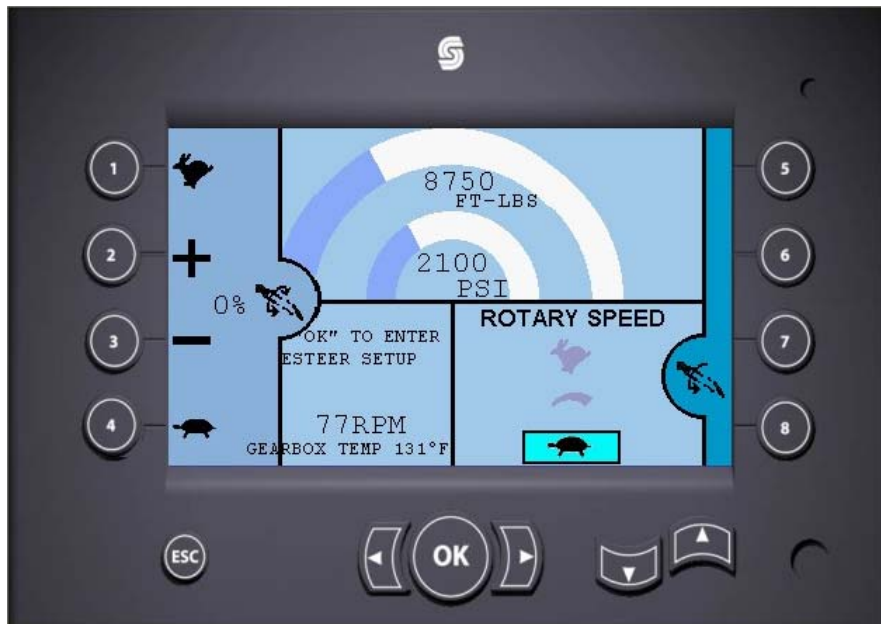 1
5
8750
FT-LBS
2
6
2100
0%
PSI
ROTARY SPEED
"OK" TO ENTER
3
7
ESTEER SETUP
4
77RPM
8
GEARBOX TEMP 131°F
ESC
OK